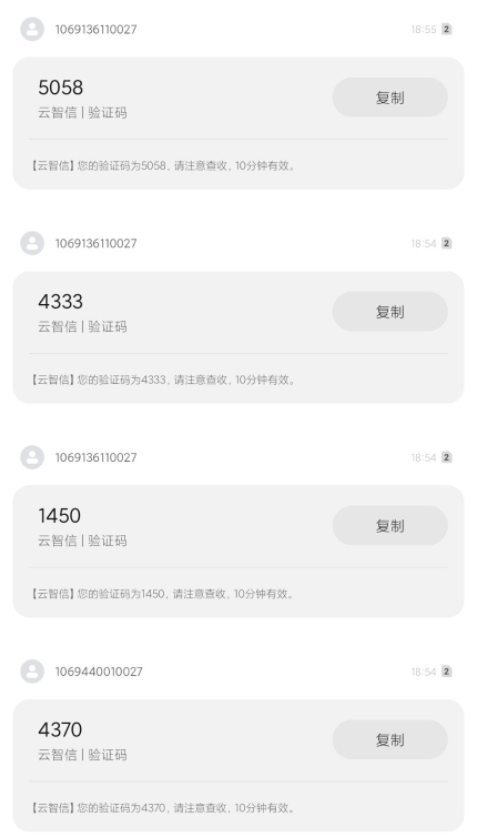 1069136110027 18:55 2
5058
复制
云智信 | 验证码
【云智信】您的验证码为5058，请注意查收，10分钟有效。
1069136110027 18:54 2
4333
复制
云智信 | 验证码
【云智信】您的验证码为4333，请注意查收，10分钟有效。
1069136110027 18:54 2
1450
复制
云智信 | 验证码
【云智信】您的验证码为1450，请注意查收，10分钟有效。
1069440010027 18:54 2
4370
复制
云智信 | 验证码
【云智信】您的验证码为4370，请注意查收，10分钟有效。